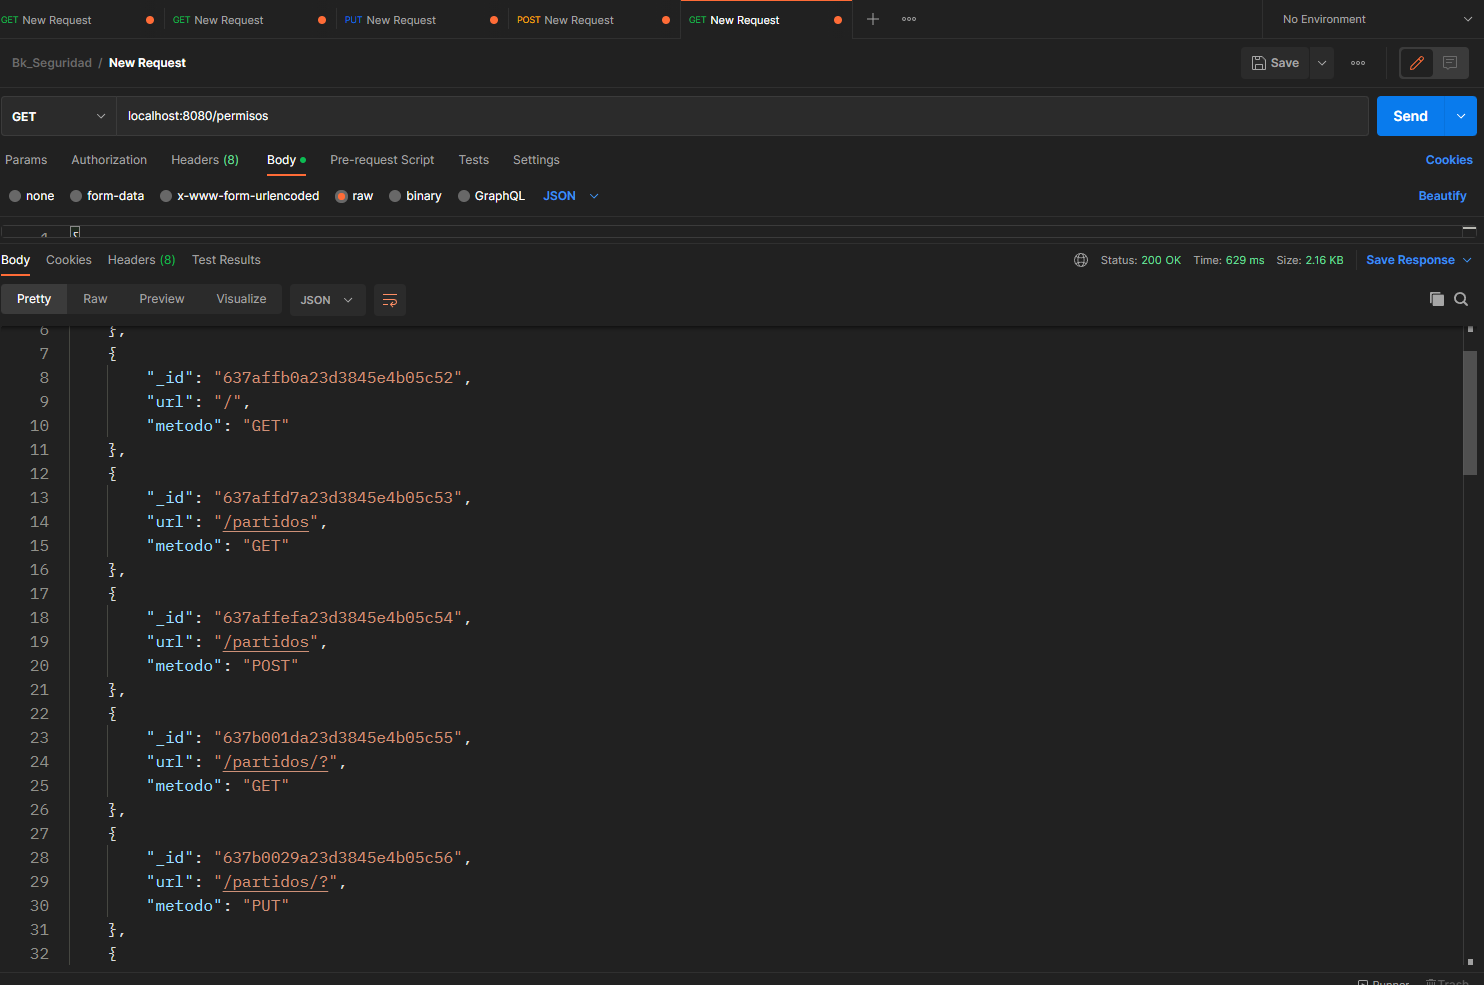 GET New Request GET New Request PUT New Request POST New Request GET New Request No Environment
Bk_Seguridad / New Request Save
GET localhost:8080/permisos Send
Params Authorization Headers (8) Body Pre-request Script Tests Settings Cookies
none form-data x-www-form-urlencoded raw binary GraphQL JSON Beautify
Body Cookies Headers (8) Test Results Status: 200 OK Time: 629 ms Size: 2.16 KB Save Response
Pretty Raw Preview Visualize JSON
6 },
7 {
8 "_id": "637affb0a23d3845e4b05c52",
9 "url": "/",
10 "metodo": "GET"
11 },
12 {
13 "_id": "637affd7a23d3845e4b05c53",
14 "url": "/partidos",
15 "metodo": "GET"
16 },
17 {
18 "_id": "637affefa23d3845e4b05c54",
19 "url": "/partidos",
20 "metodo": "POST"
21 },
22 {
23 "_id": "637b001da23d3845e4b05c55",
24 "url": "/partidos/?",
25 "metodo": "GET"
26 },
27 {
28 "_id": "637b0029a23d3845e4b05c56",
29 "url": "/partidos/?",
30 "metodo": "PUT"
31 },
32 {
Runner Trash